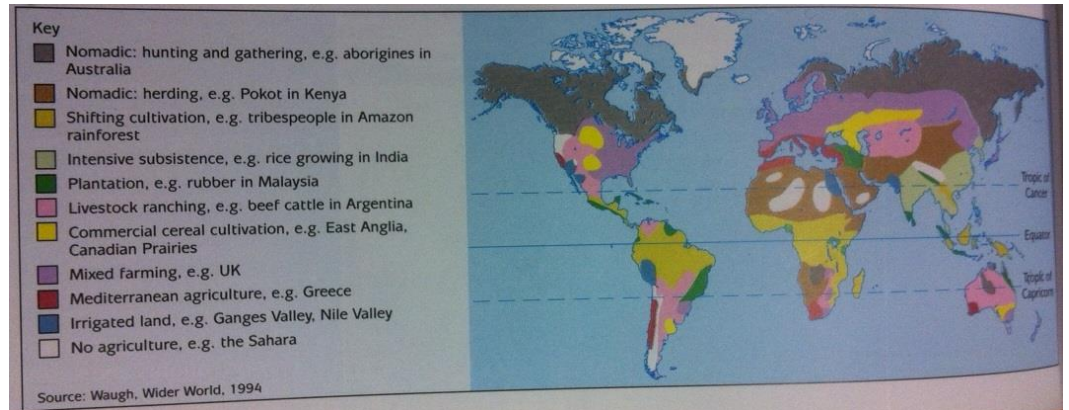 Key
Nomadic: hunting and gathering, e.g. aborigines in
Australia
Nomadic: herding, e.g. Pokot in Kenya
Shifting cultivation, e.g. tribespeople in Amazon
rainforest
Intensive subsistence, e.g. rice growing in India
Plantation, e.g. rubber in Malaysia
Livestock ranching, e.g. beef cattle in Argentina
Commercial cereal cultivation, e.g. East Anglia,
Canadian Prairies
Mixed farming, e.g. UK
Mediterranean agriculture, e.g. Greece
Irrigated land, e.g. Ganges Valley, Nile Valley
No agriculture, e.g. the Sahara
Source: Waugh, Wider World, 1994
Tropic of
Cancer
Equator
Tropic of
Capricorn